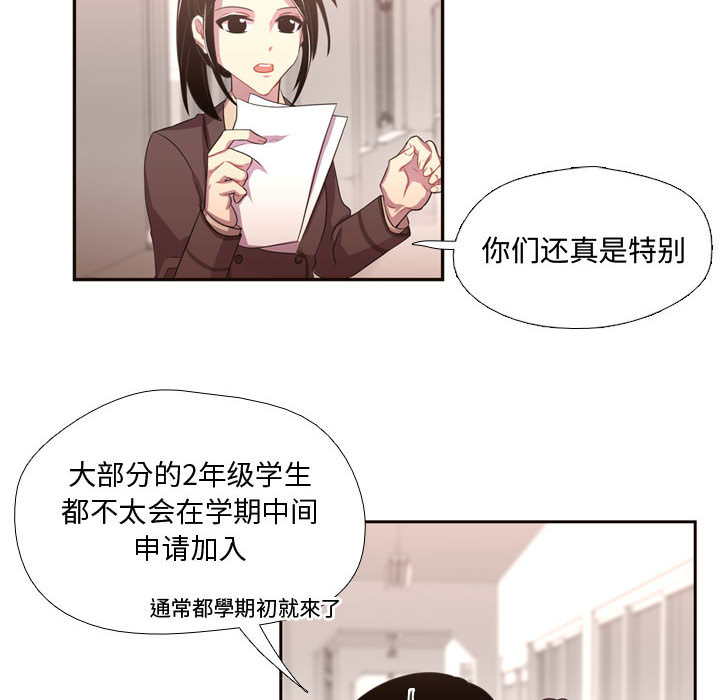 你们还真是特别
大部分的2年级学生
都不太会在学期中间
申请加入
通常都學期初就來了